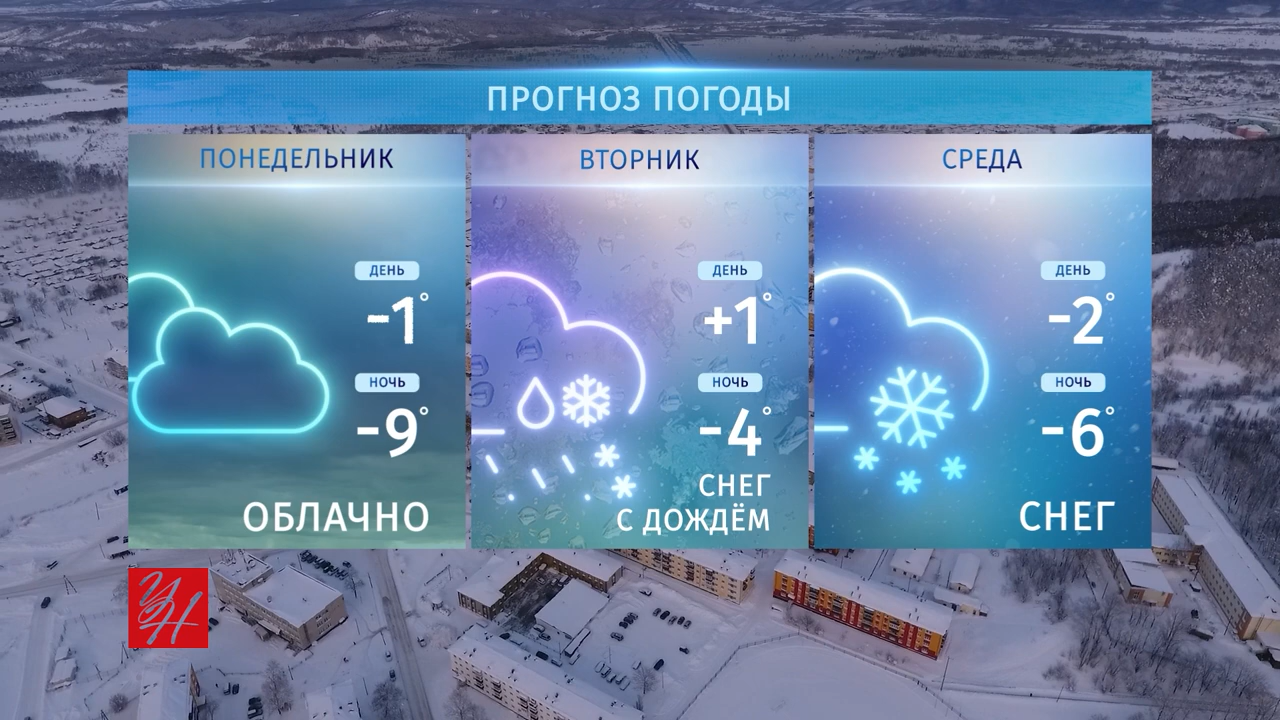 ПРОГНОЗ ПОГОДЫ
ПОНЕДЕЛЬНИК
ДЕНЬ
-1°
НОЧЬ
-9°
ОБЛАЧНО
ВТОРНИК
ДЕНЬ
+1°
НОЧЬ
-4°
СНЕГ
С ДОЖДЁМ
СРЕДА
ДЕНЬ
-2°
НОЧЬ
-6°
СНЕГ
УН